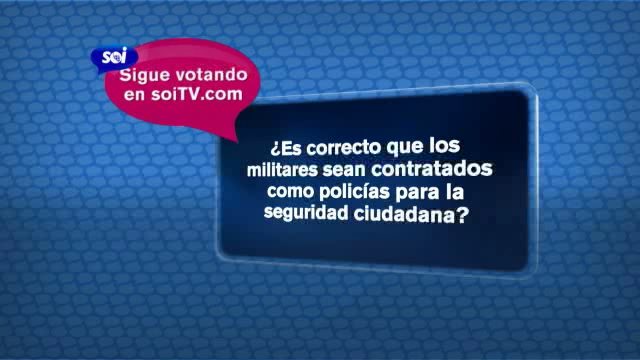 soi
Sigue votando
en soiTV.com
¿Es correcto que los
militares sean contratados
como policías para la
seguridad ciudadana?